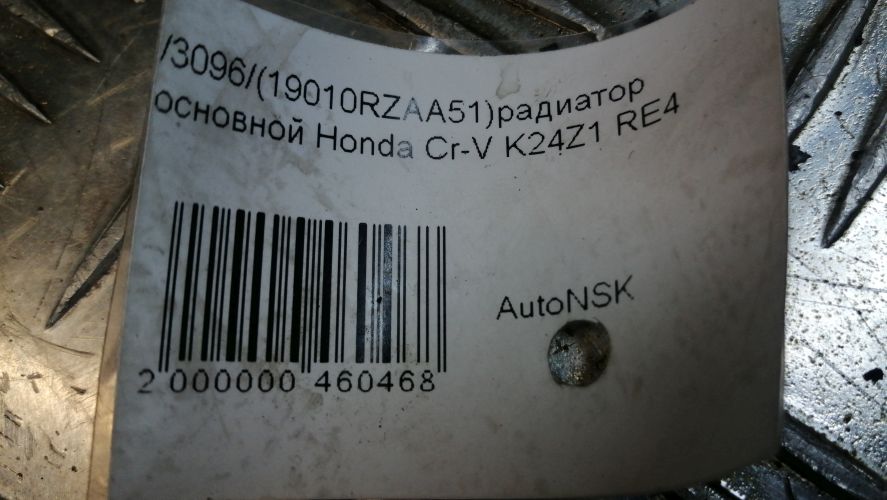 /3096/(19010RZAA51)радиатор
основной Honda Cr-V K24Z1 RE4
AutoNSK
2 000000 460468